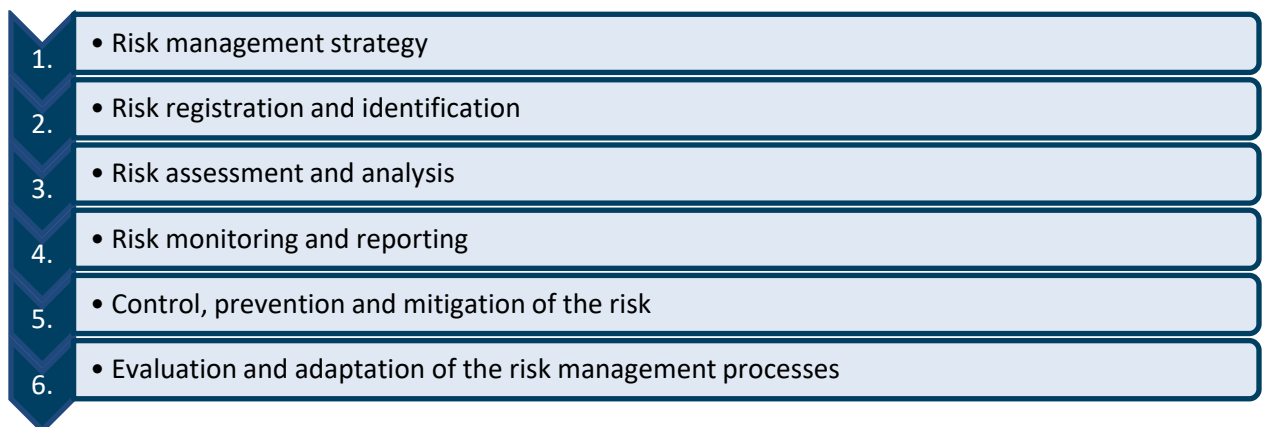 1. • Risk management strategy
2. • Risk registration and identification
3. • Risk assessment and analysis
4. • Risk monitoring and reporting
5. • Control, prevention and mitigation of the risk
6. • Evaluation and adaptation of the risk management processes